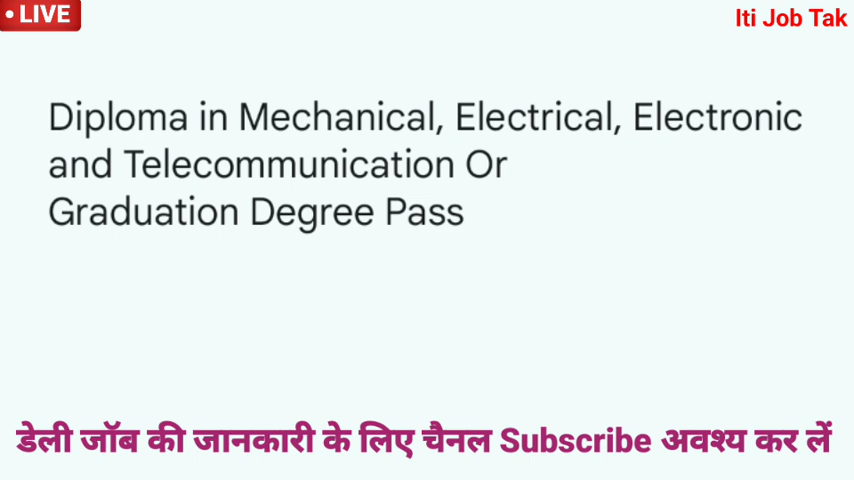 • LIVE
Iti Job Tak
Diploma in Mechanical, Electrical, Electronic
and Telecommunication Or
Graduation Degree Pass
डेली जॉब की जानकारी के लिए चैनल Subscribe अवश्य कर लें